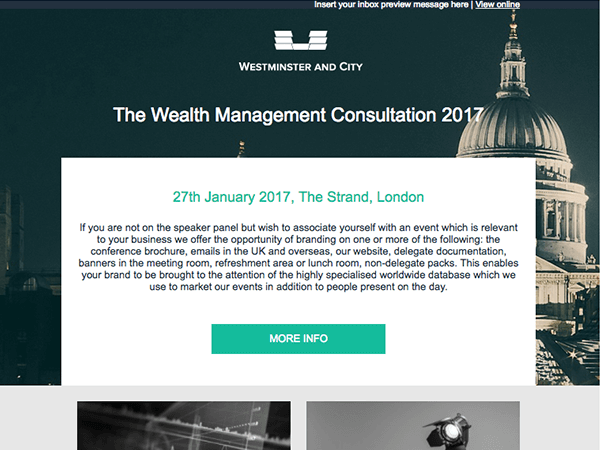 Insert your inbox preview message here | View online
WESTMINSTER AND CITY
The Wealth Management Consultation 2017
27th January 2017, The Strand, London
If you are not on the speaker panel but wish to associate yourself with an event which is relevant
to your business we offer the opportunity of branding on one or more of the following: the
conference brochure, emails in the UK and overseas, our website, delegate documentation,
banners in the meeting room, refreshment area or lunch room, non-delegate packs. This enables
your brand to be brought to the attention of the highly specialised worldwide database which we
use to market our events in addition to people present on the day.
MORE INFO